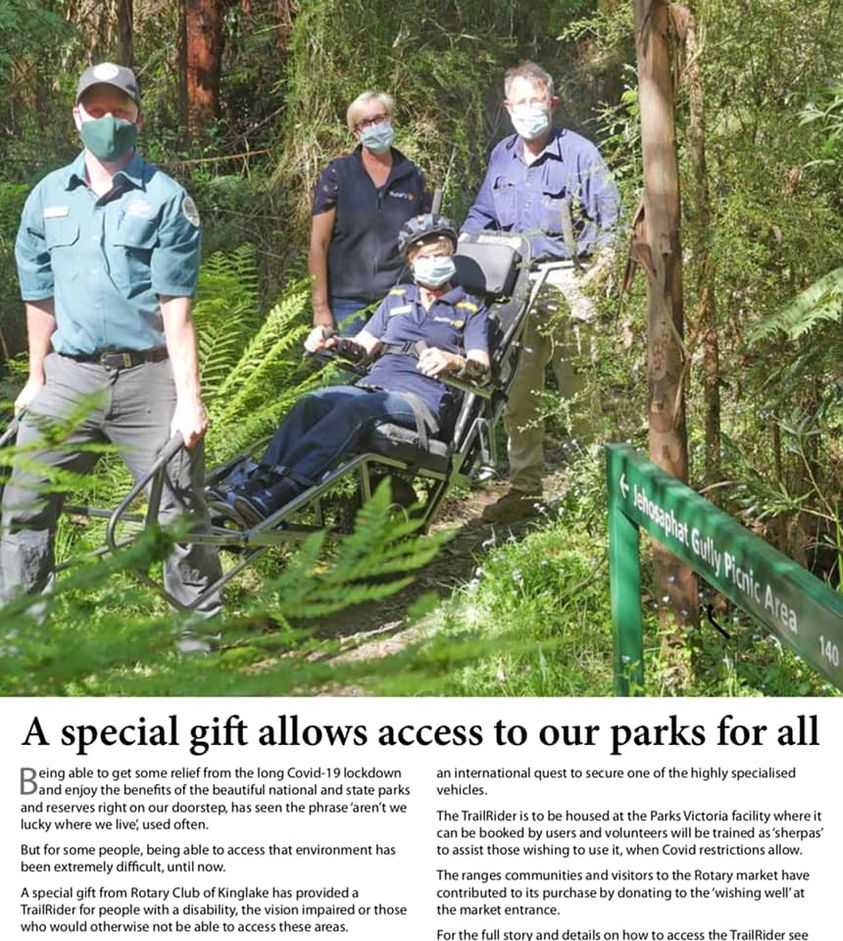 Rotary
← Jehosaphat Gully Picnic Area
140
A special gift allows access to our parks for all
Being able to get some relief from the long Covid-19 lockdown
and enjoy the benefits of the beautiful national and state parks
and reserves right on our doorstep, has seen the phrase ‘aren’t we
lucky where we live’, used often.
But for some people, being able to access that environment has
been extremely difficult, until now.
A special gift from Rotary Club of Kinglake has provided a
TrailRider for people with a disability, the vision impaired or those
who would otherwise not be able to access these areas.
an international quest to secure one of the highly specialised
vehicles.
The TrailRider is to be housed at the Parks Victoria facility where it
can be booked by users and volunteers will be trained as ‘sherpas’
to assist those wishing to use it, when Covid restrictions allow.
The ranges communities and visitors to the Rotary market have
contributed to its purchase by donating to the ‘wishing well’ at
the market entrance.
For the full story and details on how to access the TrailRider see